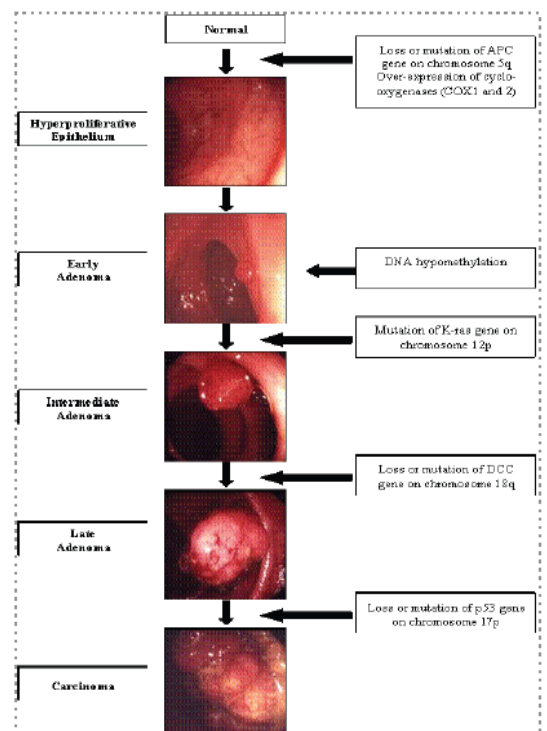 Normal
Loss or mutation of APC
gene on chromosome 5q
Over-expression of cyclo-
oxygenases (COX1 and 2)
Hyperproliferative
Epithelium
Early
Adenoma
DNA hypomethylation
Mutation of K-ras gene on
chromosome 12p
Intermediate
Adenoma
Loss or mutation of DCC
gene on chromosome 18q
Late
Adenoma
Loss or mutation of p53 gene
on chromosome 17p
Carcinoma